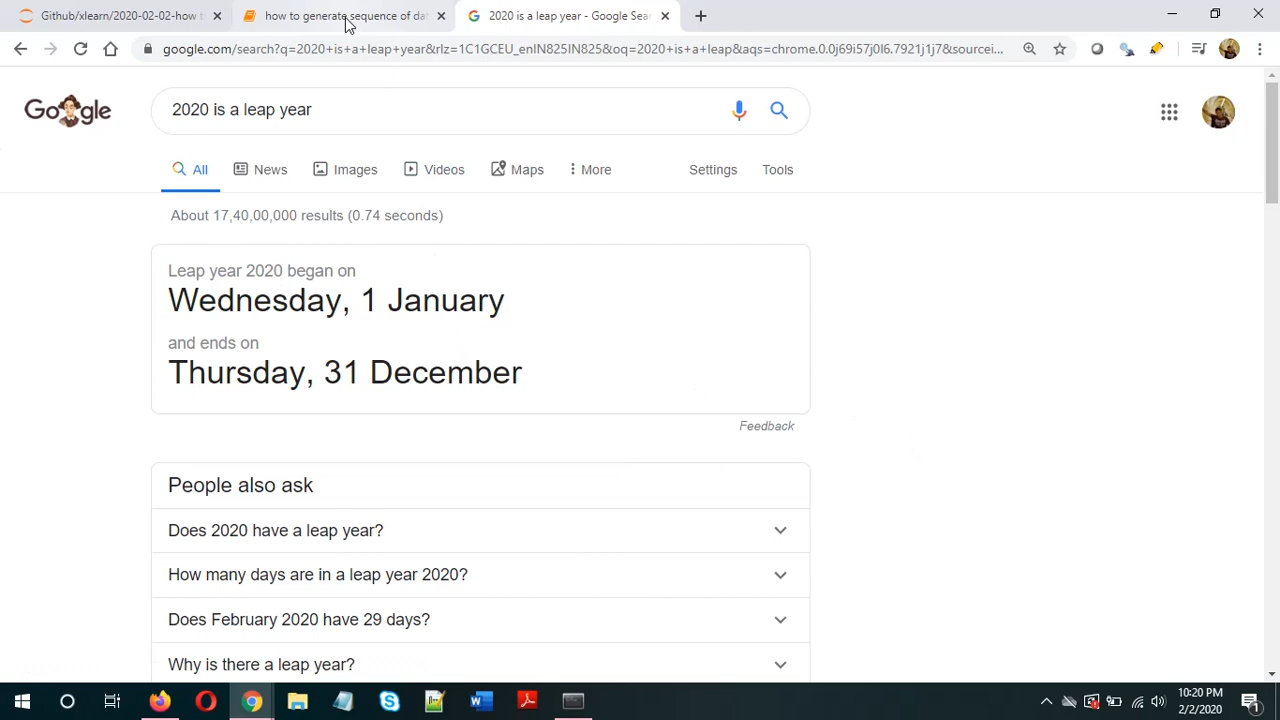 Github/xlearn/2020-02-02-how t
how to generate sequence of dat
2020 is a leap year - Google Sear
google.com/search?q=2020+is+a+leap+year&rlz=1C1GCEU_enIN825IN825&oq=2020+is+a+leap&aqs=chrome.0.0j69i57j0l6.7921j1j7&sourcei...
Google
2020 is a leap year
All
News
Images
Videos
Maps
More
Settings
Tools
About 17,40,00,000 results (0.74 seconds)
Leap year 2020 began on
Wednesday, 1 January
and ends on
Thursday, 31 December
Feedback
People also ask
Does 2020 have a leap year?
How many days are in a leap year 2020?
Does February 2020 have 29 days?
Why is there a leap year?
10:20 PM
2/2/2020